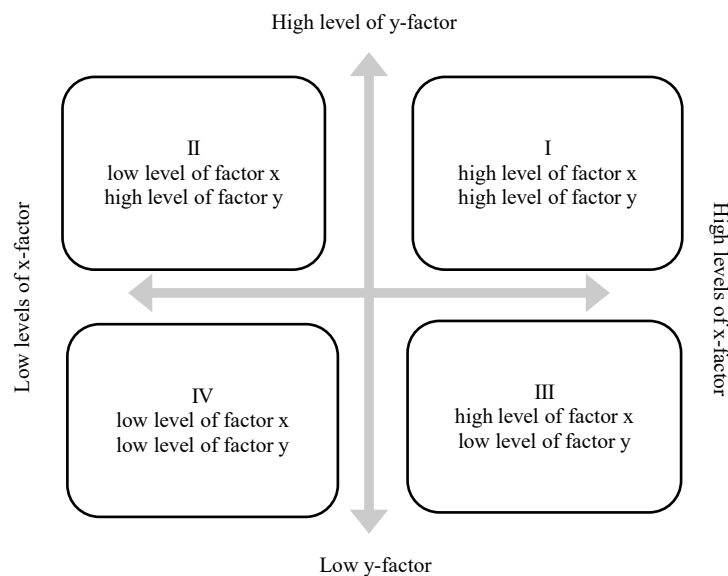 High level of y-factor
II
low level of factor x
high level of factor y
I
high level of factor x
high level of factor y
Low levels of x-factor
High levels of x-factor
IV
low level of factor x
low level of factor y
III
high level of factor x
low level of factor y
Low y-factor